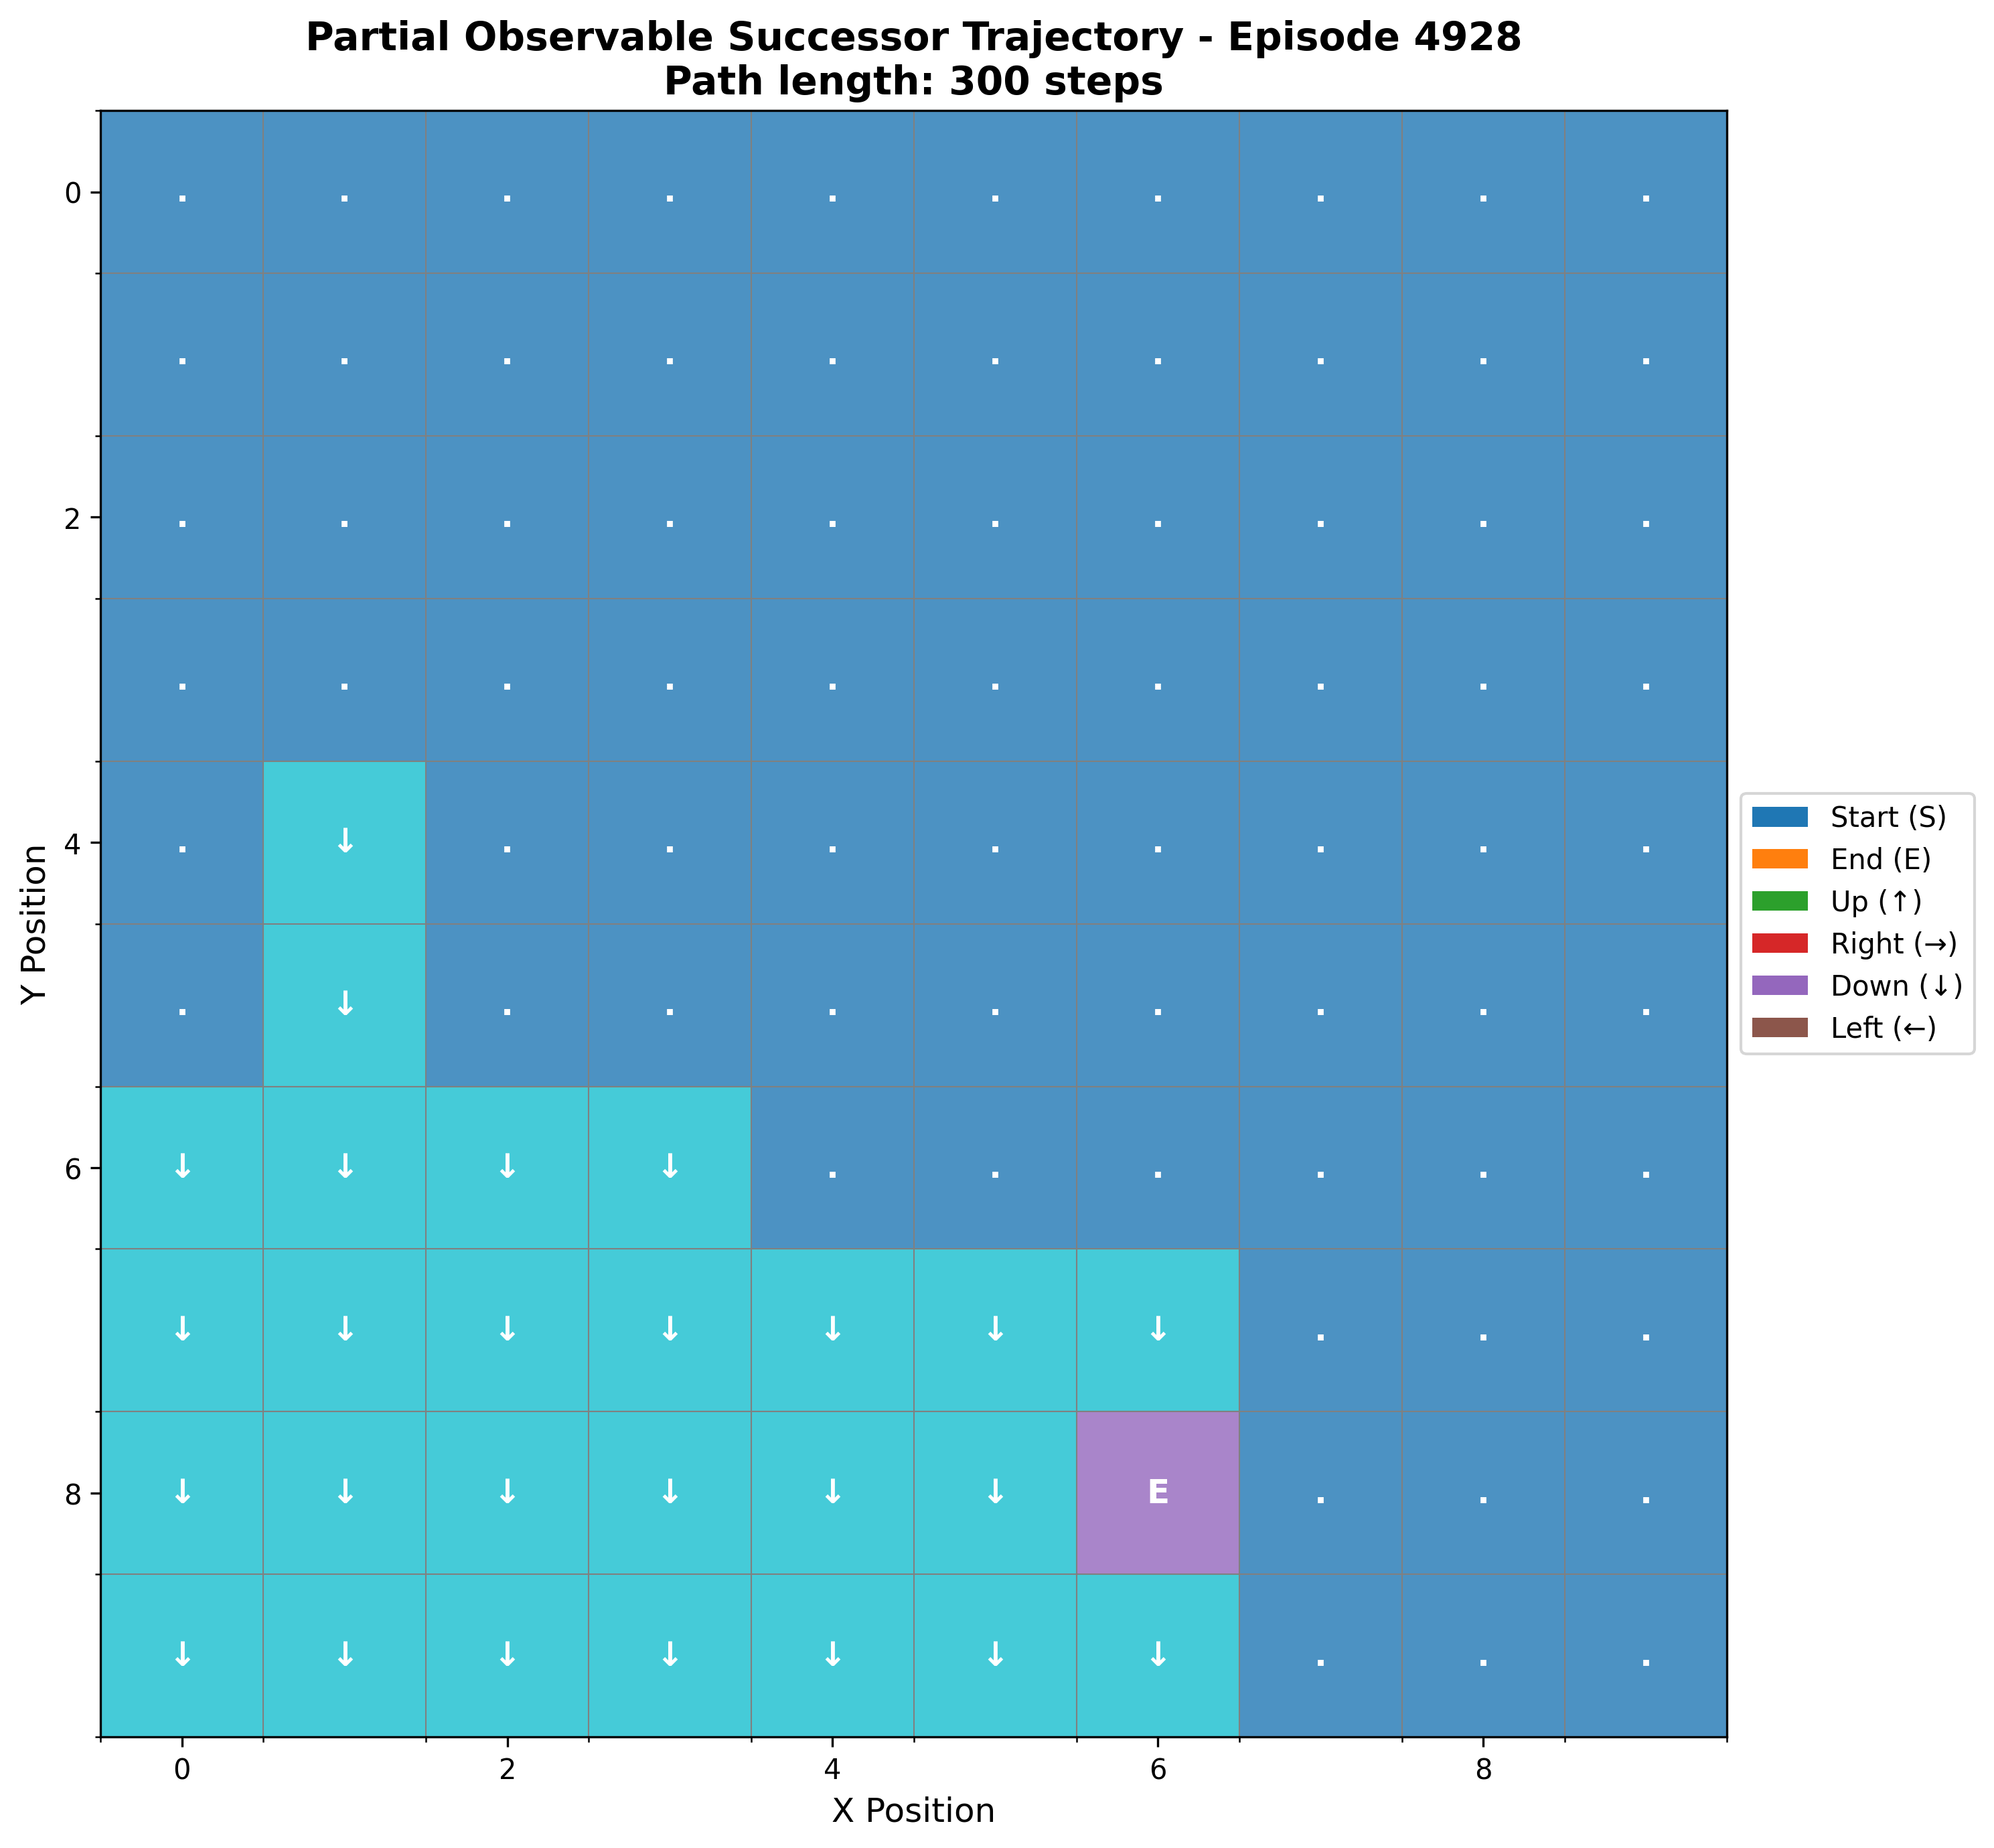 Partial Observable Successor Trajectory - Episode 4928
Path length: 300 steps
0 . . . . . . . . . .
. . . . . . . . . .
2 . . . . . . . . . .
. . . . . . . . . .
4 . ↓ . . . . . . . .
. ↓ . . . . . . . .
6 ↓ ↓ ↓ ↓ . . . . . .
↓ ↓ ↓ ↓ ↓ ↓ ↓ . . .
8 ↓ ↓ ↓ ↓ ↓ ↓ E . . .
↓ ↓ ↓ ↓ ↓ ↓ ↓ . . .
0 2 4 6 8
X Position
Y Position
Start (S)
End (E)
Up (↑)
Right (→)
Down (↓)
Left (←)